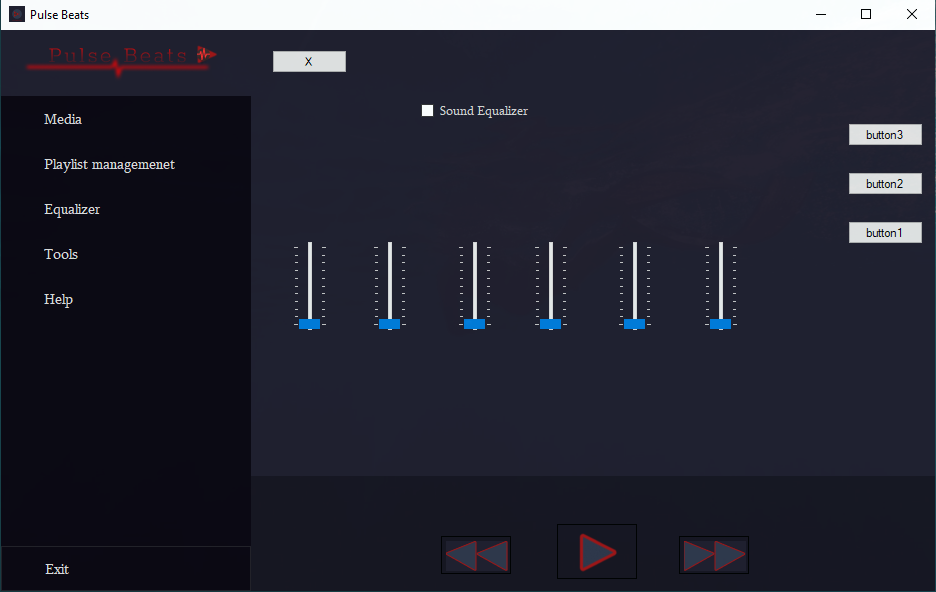 Pulse Beats
Pulse Beats
X
Media
Sound Equalizer
Playlist managemenet
Equalizer
Tools
Help
button3
button2
button1
Exit